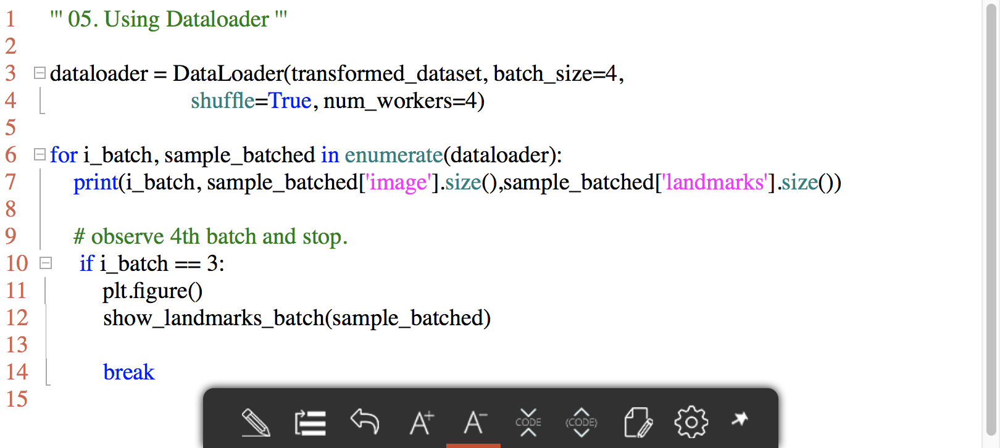 1 ''' 05. Using Dataloader '''
2
3 dataloader = DataLoader(transformed_dataset, batch_size=4,
4 shuffle=True, num_workers=4)
5
6 for i_batch, sample_batched in enumerate(dataloader):
7 print(i_batch, sample_batched['image'].size(),sample_batched['landmarks'].size())
8
9 # observe 4th batch and stop.
10 if i_batch == 3:
11 plt.figure()
12 show_landmarks_batch(sample_batched)
13
14 break
15
A+ A- CODE (CODE)